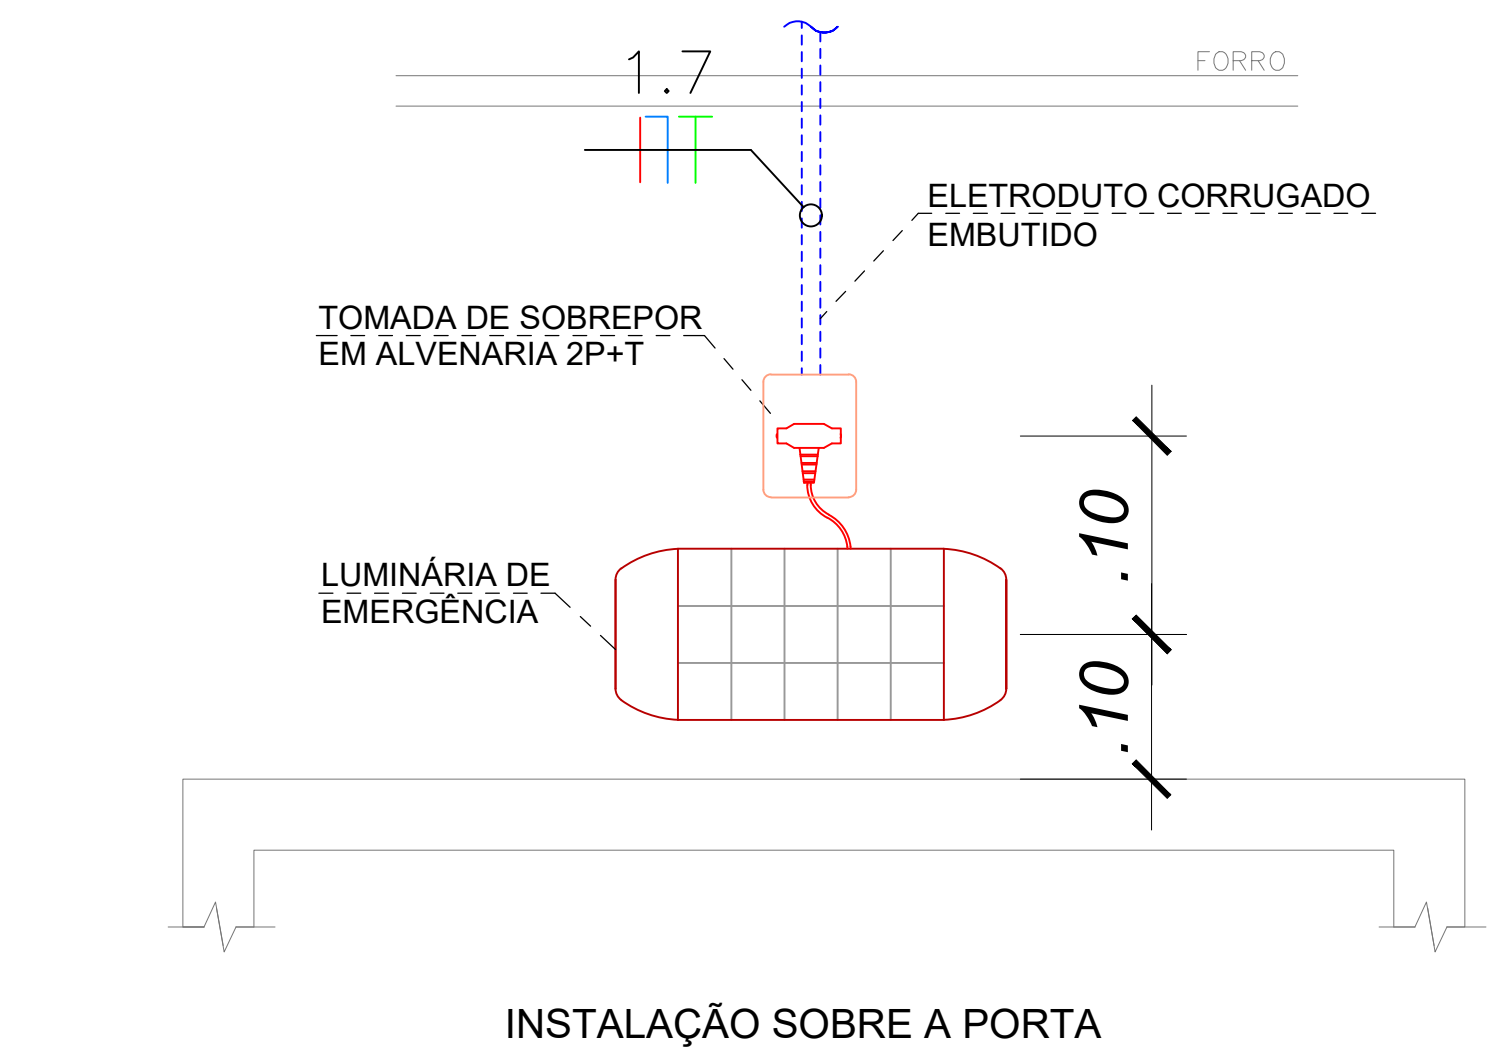 FORRO
1.7
ELETRODUTO CORRUGADO
EMBUTIDO
TOMADA DE SOBREPOR
EM ALVENARIA 2P+T
.10
LUMINÁRIA DE
EMERGÊNCIA
.10
INSTALAÇÃO SOBRE A PORTA